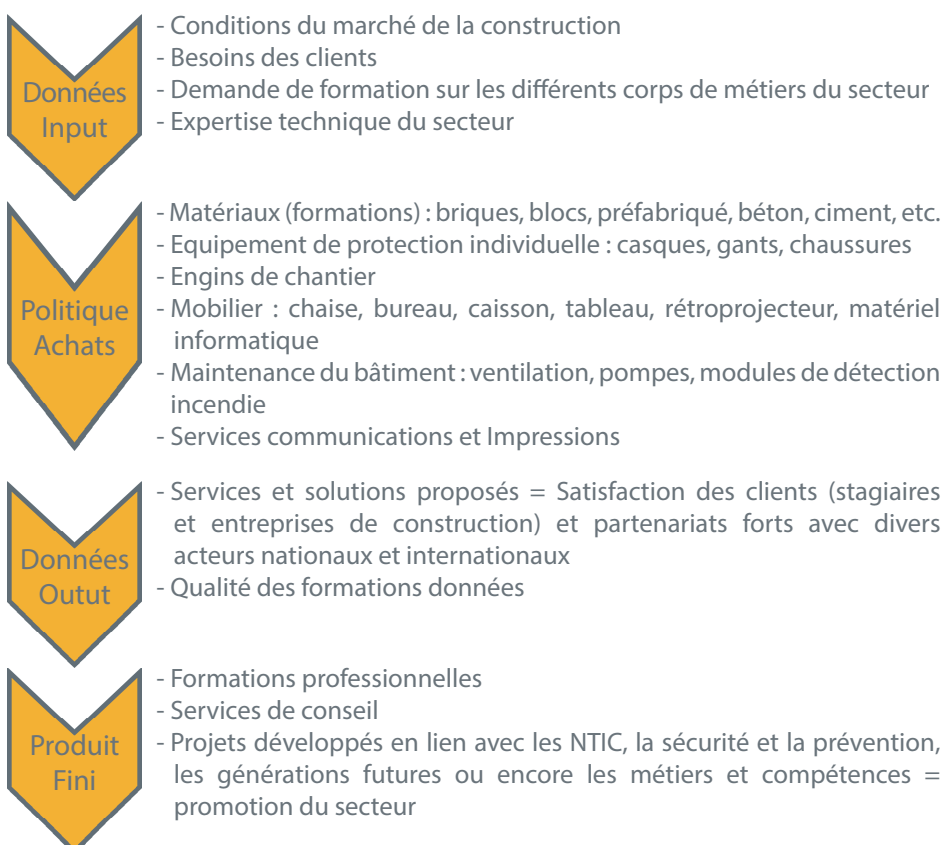 - Conditions du marché de la construction
- Besoins des clients
- Demande de formation sur les différents corps de métiers du secteur
- Expertise technique du secteur
Données
Input
- Matériaux (formations) : briques, blocs, préfabriqué, béton, ciment, etc.
- Equipement de protection individuelle : casques, gants, chaussures
- Engins de chantier
- Mobilier : chaise, bureau, caisson, tableau, rétroprojecteur, matériel
informatique
- Maintenance du bâtiment : ventilation, pompes, modules de détection
incendie
- Services communications et Impressions
Politique
Achats
- Services et solutions proposés = Satisfaction des clients (stagiaires
et entreprises de construction) et partenariats forts avec divers
acteurs nationaux et internationaux
- Qualité des formations données
Données
Outut
- Formations professionnelles
- Services de conseil
- Projets développés en lien avec les NTIC, la sécurité et la prévention,
les générations futures ou encore les métiers et compétences =
promotion du secteur
Produit
Fini